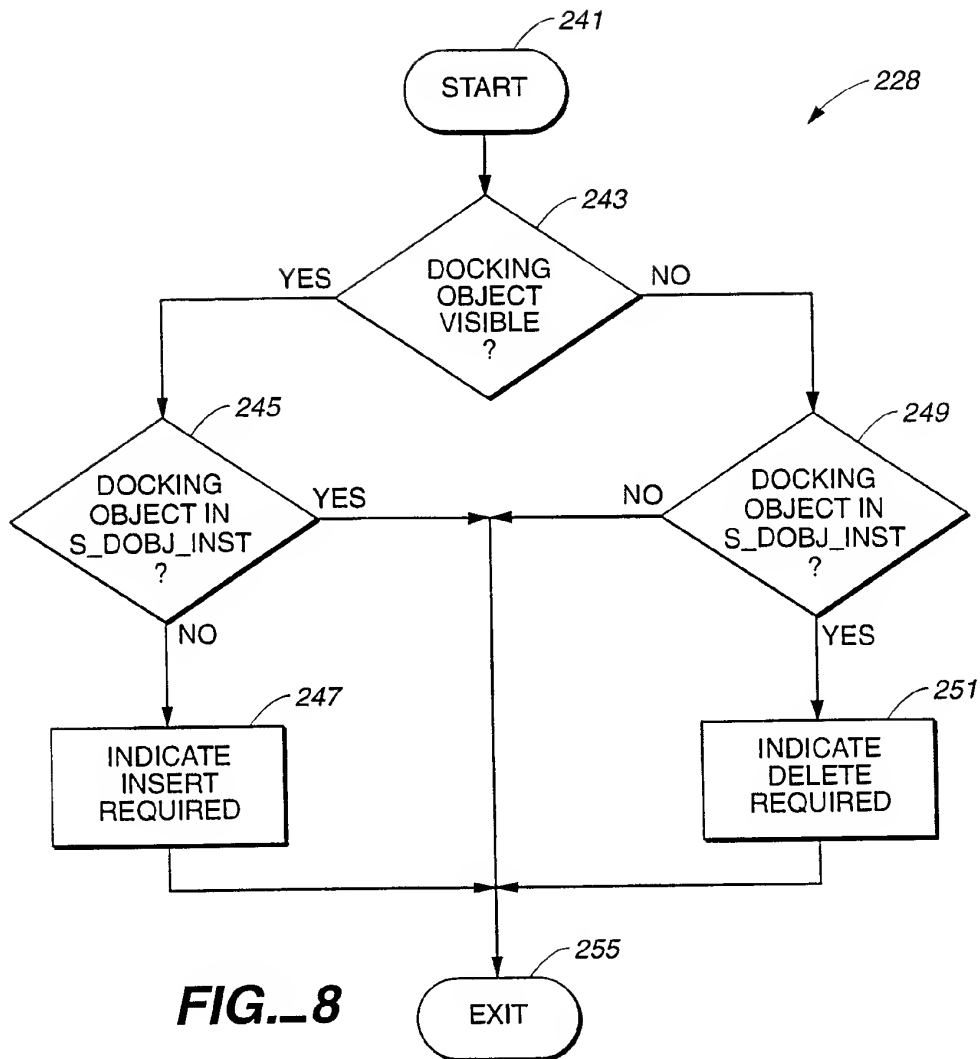 241
START
228
243
YES
DOCKING
OBJECT
VISIBLE
?
NO
245
DOCKING
OBJECT IN
S_DOBJ_INST
?
YES
NO
249
NO
DOCKING
OBJECT IN
S_DOBJ_INST
?
YES
247
INDICATE
INSERT
REQUIRED
251
INDICATE
DELETE
REQUIRED
255
EXIT
FIG._8